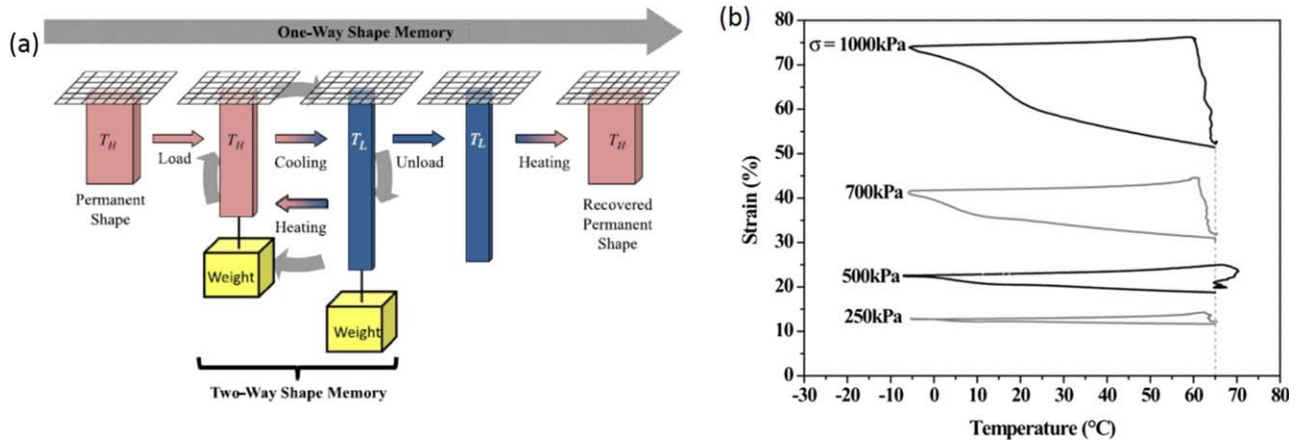 (a)
One-Way Shape Memory
T_H
T_H
T_L
T_L
T_H
Load
Cooling
Unload
Heating
Permanent
Shape
Heating
Recovered
Permanent
Shape
Weight
Weight
Two-Way Shape Memory
(b)
σ = 1000kPa
700kPa
500kPa
250kPa
Strain (%)
80
70
60
50
40
30
20
10
0
-30 -20 -10 0 10 20 30 40 50 60 70 80
Temperature (°C)